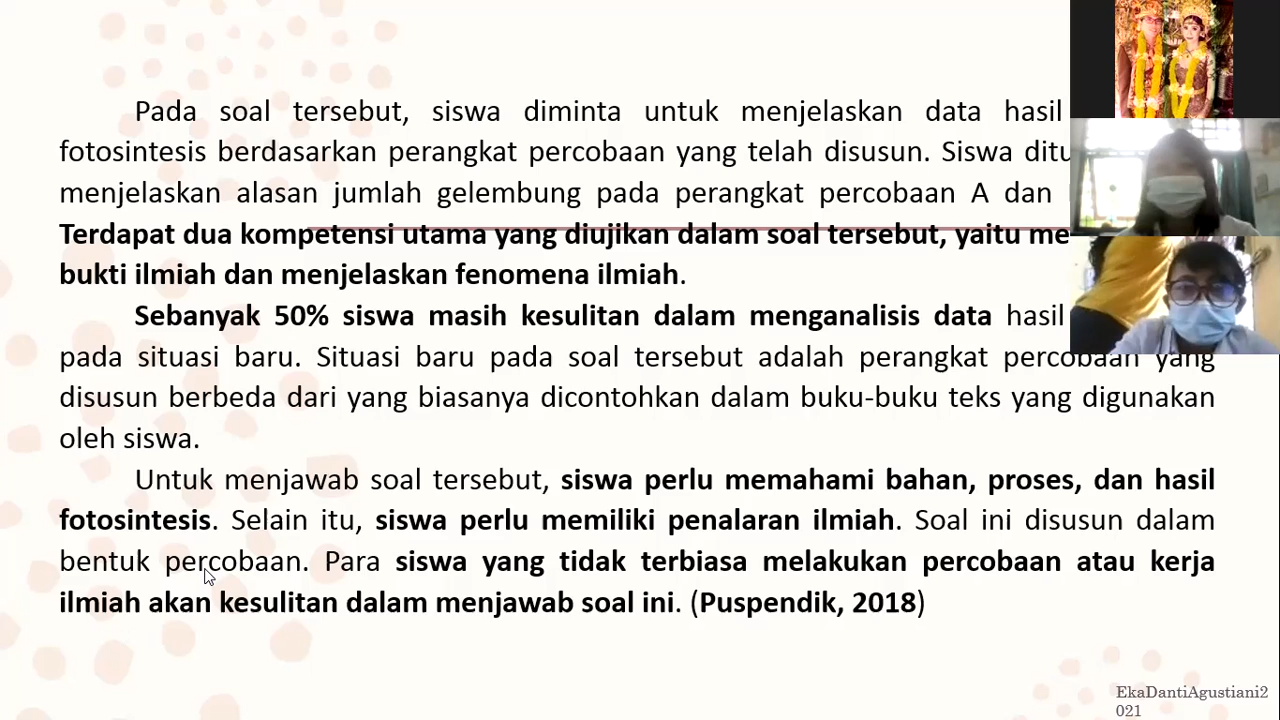 Pada soal tersebut, siswa diminta untuk menjelaskan data hasil
fotosintesis berdasarkan perangkat percobaan yang telah disusun. Siswa
menjelaskan alasan jumlah gelembung pada perangkat percobaan A dan
Terdapat dua kompetensi utama yang diujikan dalam soal tersebut, yaitu
bukti ilmiah dan menjelaskan fenomena ilmiah.
Sebanyak 50% siswa masih kesulitan dalam menganalisis data hasil
pada situasi baru. Situasi baru pada soal tersebut adalah perangkat percobaan yang
disusun berbeda dari yang biasanya dicontohkan dalam buku-buku teks yang digunakan
oleh siswa.
Untuk menjawab soal tersebut, siswa perlu memahami bahan, proses, dan hasil
fotosintesis. Selain itu, siswa perlu memiliki penalaran ilmiah. Soal ini disusun dalam
bentuk percobaan. Para siswa yang tidak terbiasa melakukan percobaan atau kerja
ilmiah akan kesulitan dalam menjawab soal ini. (Puspendik, 2018)
EkaDantiAgustiani2
021